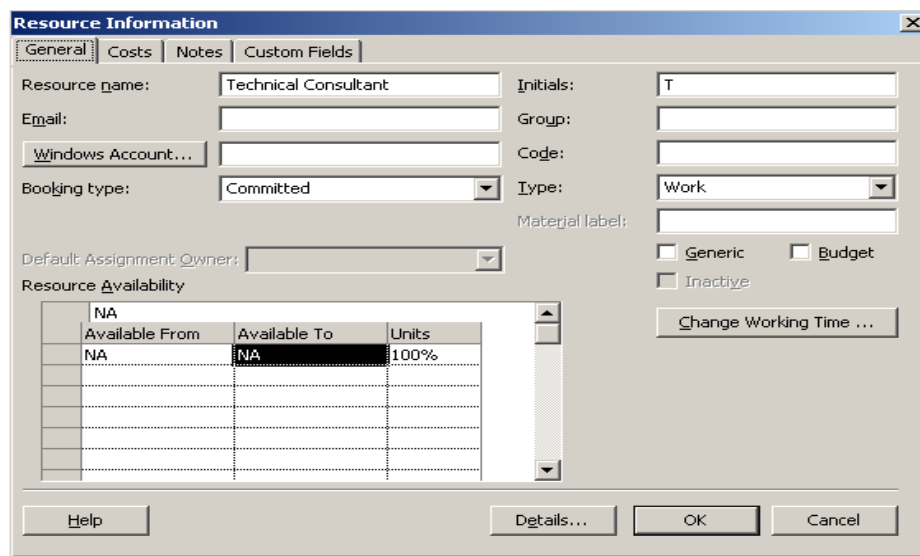 Resource Information
General Costs Notes Custom Fields
Resource name: Technical Consultant Initials: T
Email: Group:
Windows Account... Code:
Booking type: Committed Type: Work
Material label:
Default Assignment Owner: Generic Budget
Resource Availability Inactive
NA
Change Working Time ...
Available From Available To Units
NA NA 100%
Help Details... OK Cancel